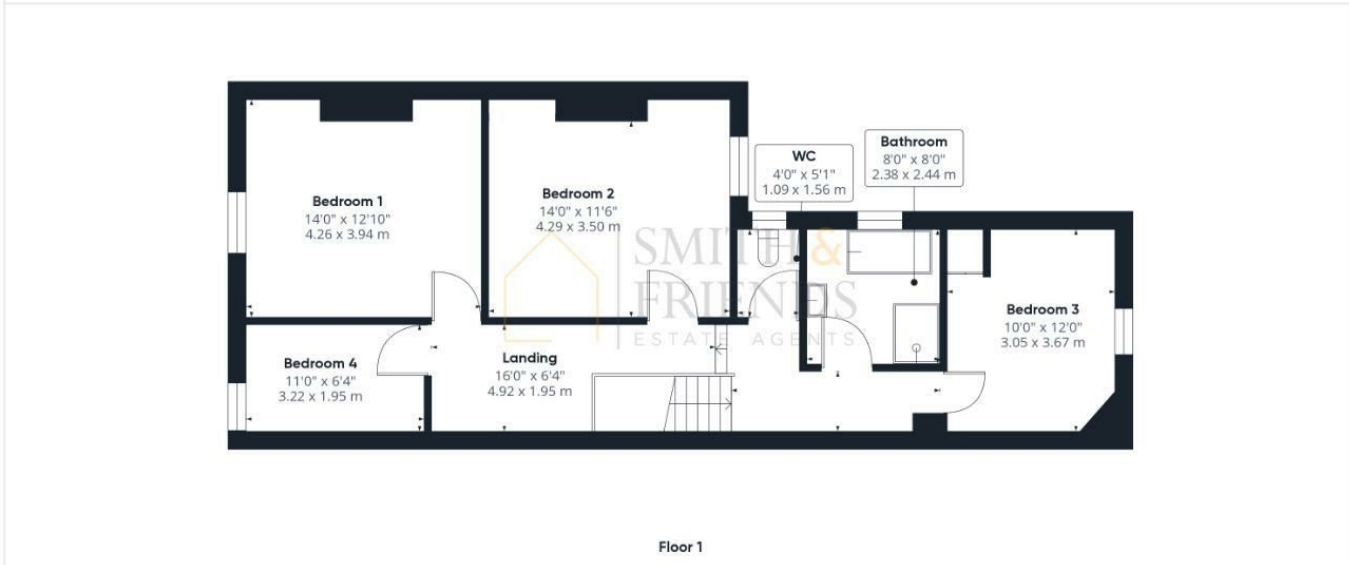 Bedroom 1
14'0" x 12'10"
4.26 x 3.94 m
Bedroom 2
14'0" x 11'6"
4.29 x 3.50 m
WC
4'0" x 5'1"
1.09 x 1.56 m
Bathroom
8'0" x 8'0"
2.38 x 2.44 m
SMITH&
FRIENDS
ESTATE AGENTS
Bedroom 3
10'0" x 12'0"
3.05 x 3.67 m
Bedroom 4
11'0" x 6'4"
3.22 x 1.95 m
Landing
16'0" x 6'4"
4.92 x 1.95 m
Floor 1